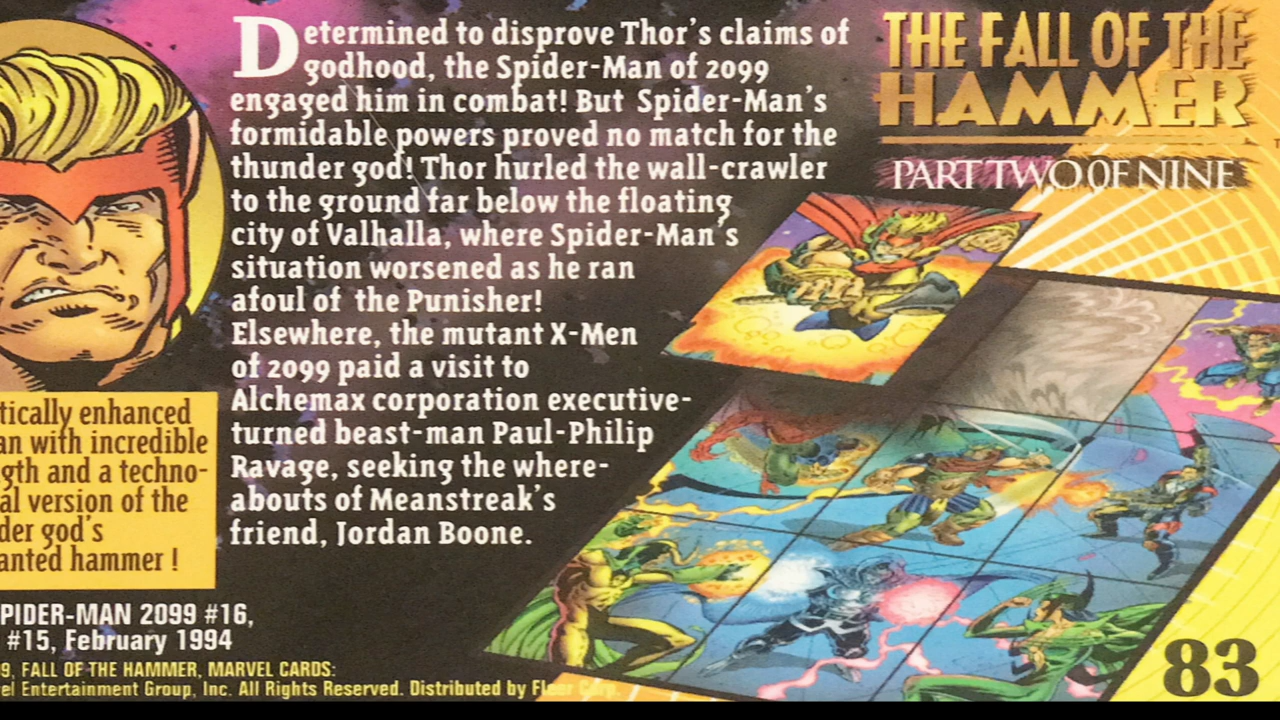 Determined to disprove Thor's claims of
godhood, the Spider-Man of 2099
engaged him in combat! But Spider-Man's
formidable powers proved no match for the
thunder god! Thor hurled the wall-crawler
to the ground far below the floating
city of Valhalla, where Spider-Man's
situation worsened as he ran
afoul of the Punisher!
Elsewhere, the mutant X-Men
of 2099 paid a visit to
Alchemax corporation executive-
turned beast-man Paul-Philip
Ravage, seeking the where-
abouts of Meanstreak's
friend, Jordan Boone.
THE FALL OF THE
HAMMER
PART TWO OF NINE
tically enhanced
an with incredible
gth and a techno-
al version of the
der god's
anted hammer !
PIDER-MAN 2099 #16,
#15, February 1994
9, FALL OF THE HAMMER, MARVEL CARDS:
el Entertainment Group, Inc. All Rights Reserved. Distributed by Fleer Corp.
83